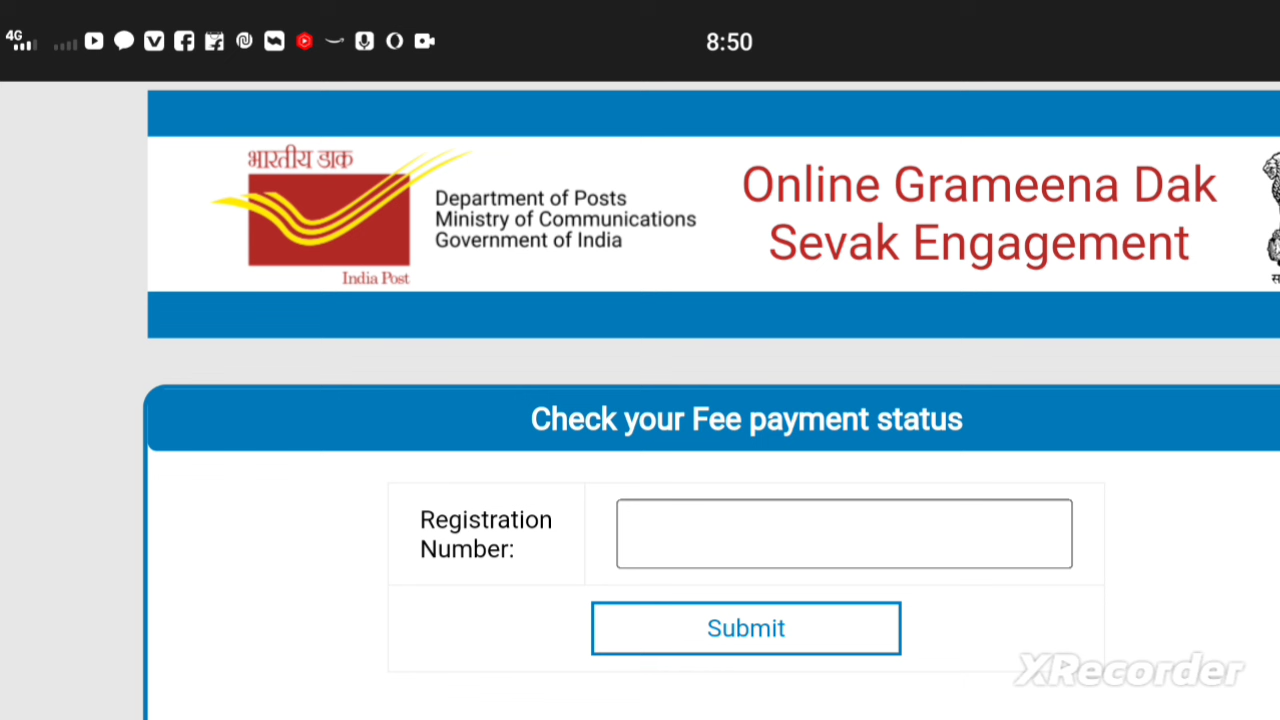 4G
8:50
भारतीय डाक
India Post
Department of Posts
Ministry of Communications
Government of India
Online Grameena Dak
Sevak Engagement
Check your Fee payment status
Registration
Number:
Submit
XRecorder